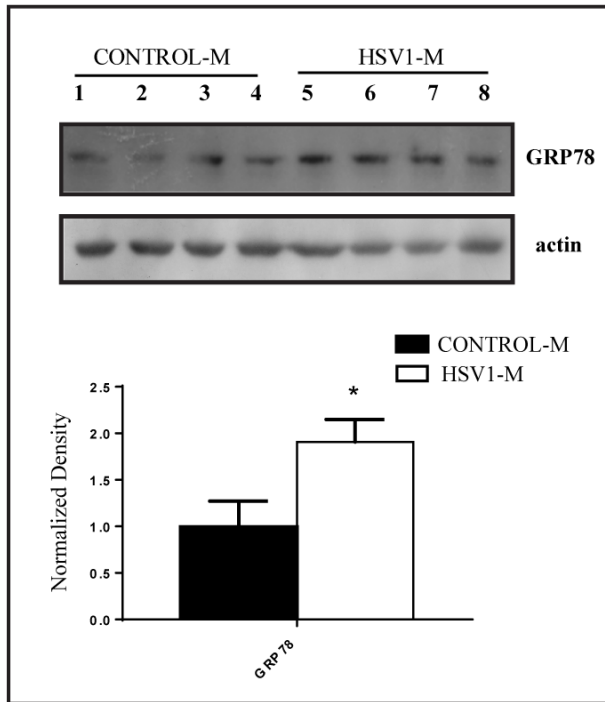 CONTROL-M HSV1-M
1 2 3 4 5 6 7 8
GRP78
actin
CONTROL-M
HSV1-M
*
Normalized Density
2.5
2.0
1.5
1.0
0.5
0.0
GRP78